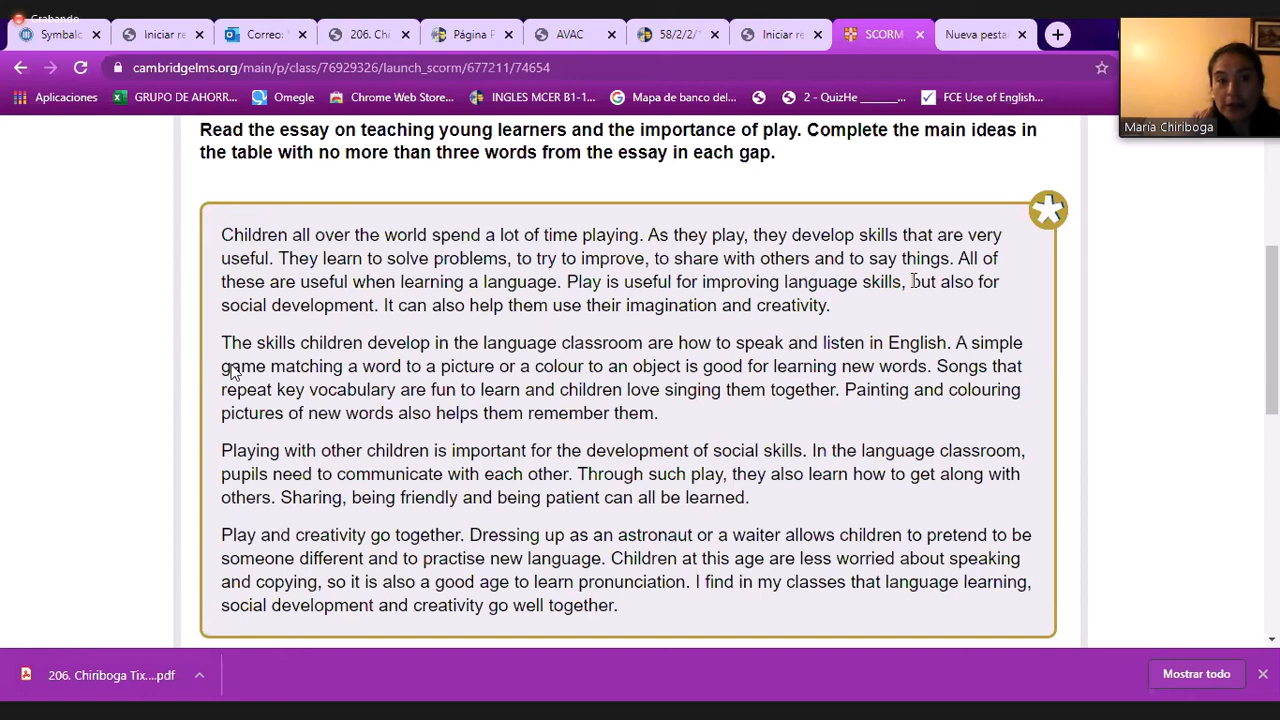 Grabando
Symbalo
Iniciar re
Correo:
206. Chi
Página P
AVAC
58/2/2/
Iniciar re
SCORM
Nueva pesta
cambridgelms.org/main/p/class/76929326/launch_scorm/677211/74654
Aplicaciones
GRUPO DE AHORR...
Omegle
Chrome Web Store...
INGLES MCER B1-1...
Mapa de banco del...
2 - QuizHe ______...
FCE Use of English...
María Chiriboga
Read the essay on teaching young learners and the importance of play. Complete the main ideas in
the table with no more than three words from the essay in each gap.
Children all over the world spend a lot of time playing. As they play, they develop skills that are very
useful. They learn to solve problems, to try to improve, to share with others and to say things. All of
these are useful when learning a language. Play is useful for improving language skills, but also for
social development. It can also help them use their imagination and creativity.
The skills children develop in the language classroom are how to speak and listen in English. A simple
game matching a word to a picture or a colour to an object is good for learning new words. Songs that
repeat key vocabulary are fun to learn and children love singing them together. Painting and colouring
pictures of new words also helps them remember them.
Playing with other children is important for the development of social skills. In the language classroom,
pupils need to communicate with each other. Through such play, they also learn how to get along with
others. Sharing, being friendly and being patient can all be learned.
Play and creativity go together. Dressing up as an astronaut or a waiter allows children to pretend to be
someone different and to practise new language. Children at this age are less worried about speaking
and copying, so it is also a good age to learn pronunciation. I find in my classes that language learning,
social development and creativity go well together.
206. Chiriboga Tix....pdf
Mostrar todo